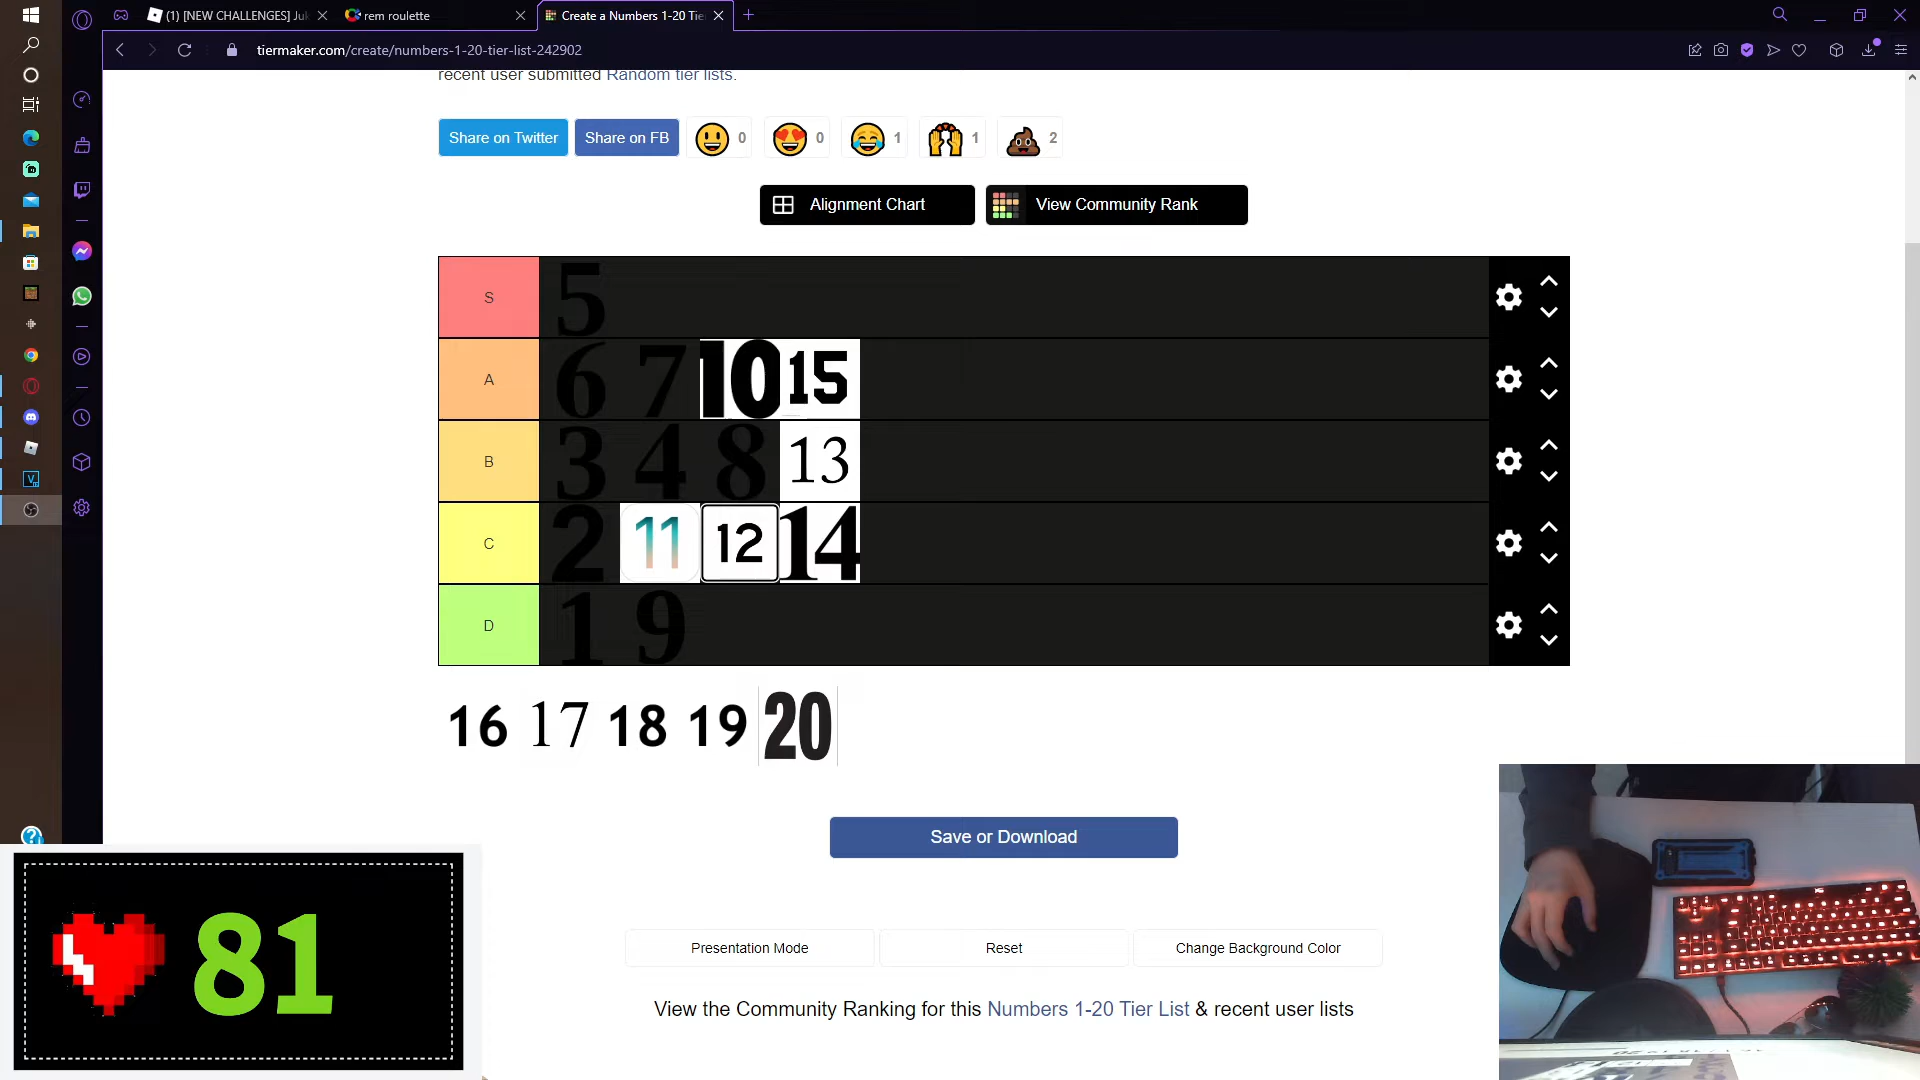 (1) [NEW CHALLENGES] Ju
rem roulette
Create a Numbers 1-20 Tie
tiermaker.com/create/numbers-1-20-tier-list-242902
recent user submitted Random tier lists.
Share on Twitter
Share on FB
0
0
1
1
2
Alignment Chart
View Community Rank
S
5
A
6 7 10 15
B
3 4 8 13
C
2 11 12 14
D
1 9
16 17 18 19 20
Save or Download
81
Presentation Mode
Reset
Change Background Color
View the Community Ranking for this Numbers 1-20 Tier List & recent user lists